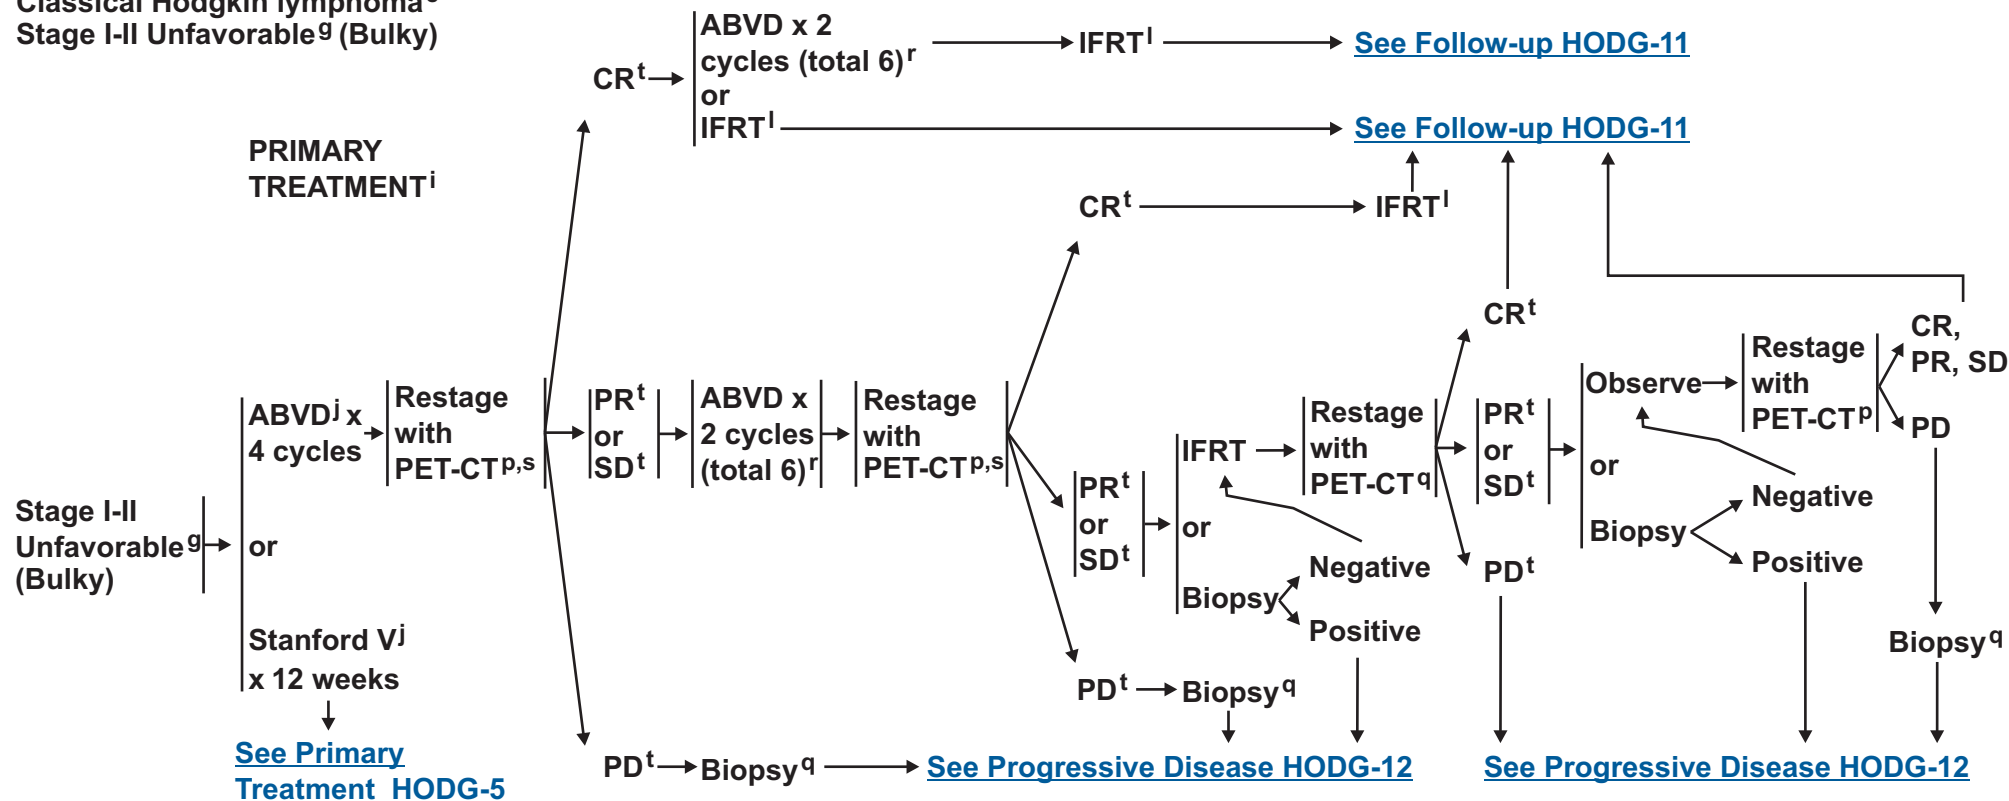 Classical Hodgkin lymphoma
Stage I-II Unfavorable g (Bulky)
PRIMARY
TREATMENT i
Stage I-II
Unfavorable g
(Bulky)
ABVD j x
4 cycles
or
Stanford V j
x 12 weeks
See Primary
Treatment HODG-5
Restage
with
PET-CT p,s
CR t
ABVD x 2
cycles (total 6) r
or
IFRT l
IFRT l
See Follow-up HODG-11
See Follow-up HODG-11
PR t
or
SD t
ABVD x
2 cycles
(total 6) r
Restage
with
PET-CT p,s
PD t
Biopsy q
See Progressive Disease HODG-12
CR t
IFRT l
PR t
or
SD t
IFRT
or
Biopsy
Negative
Positive
PD t
Biopsy q
Restage
with
PET-CT q
CR t
PR t
or
SD t
PD t
Observe
or
Biopsy
Negative
Positive
Restage
with
PET-CT p
CR,
PR, SD
PD
Biopsy q
See Progressive Disease HODG-12